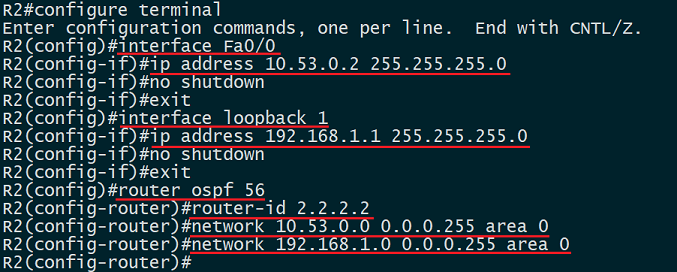 R2#configure terminal
Enter configuration commands, one per line.  End with CNTL/Z.
R2(config)#interface Fa0/0
R2(config-if)#ip address 10.53.0.2 255.255.255.0
R2(config-if)#no shutdown
R2(config-if)#exit
R2(config)#interface loopback 1
R2(config-if)#ip address 192.168.1.1 255.255.255.0
R2(config-if)#no shutdown
R2(config-if)#exit
R2(config)#router ospf 56
R2(config-router)#router-id 2.2.2.2
R2(config-router)#network 10.53.0.0 0.0.0.255 area 0
R2(config-router)#network 192.168.1.0 0.0.0.255 area 0
R2(config-router)#